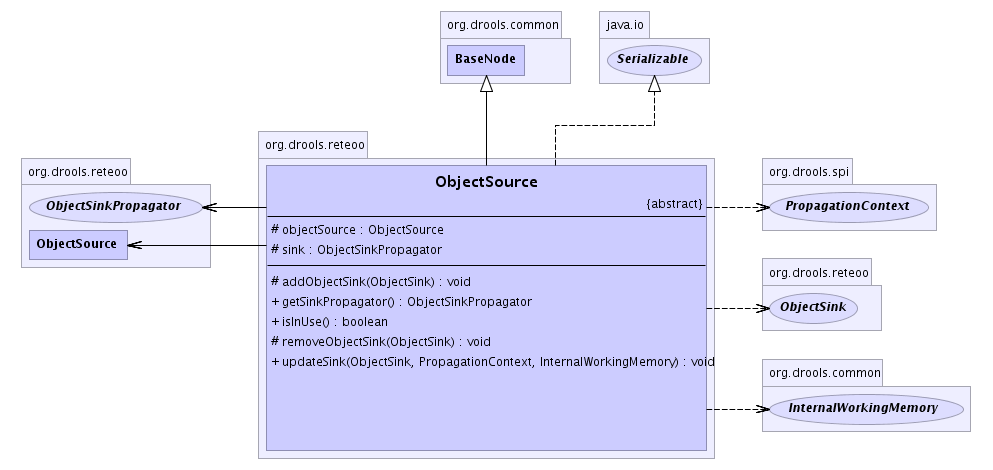 org.drools.common
BaseNode
java.io
Serializable
org.drools.reteoo
ObjectSinkPropagator
ObjectSource
org.drools.reteoo
ObjectSource
{abstract}
# objectSource : ObjectSource
# sink : ObjectSinkPropagator
# addObjectSink(ObjectSink) : void
+ getSinkPropagator() : ObjectSinkPropagator
+ isInUse() : boolean
# removeObjectSink(ObjectSink) : void
+ updateSink(ObjectSink, PropagationContext, InternalWorkingMemory) : void
org.drools.spi
PropagationContext
org.drools.reteoo
ObjectSink
org.drools.common
InternalWorkingMemory